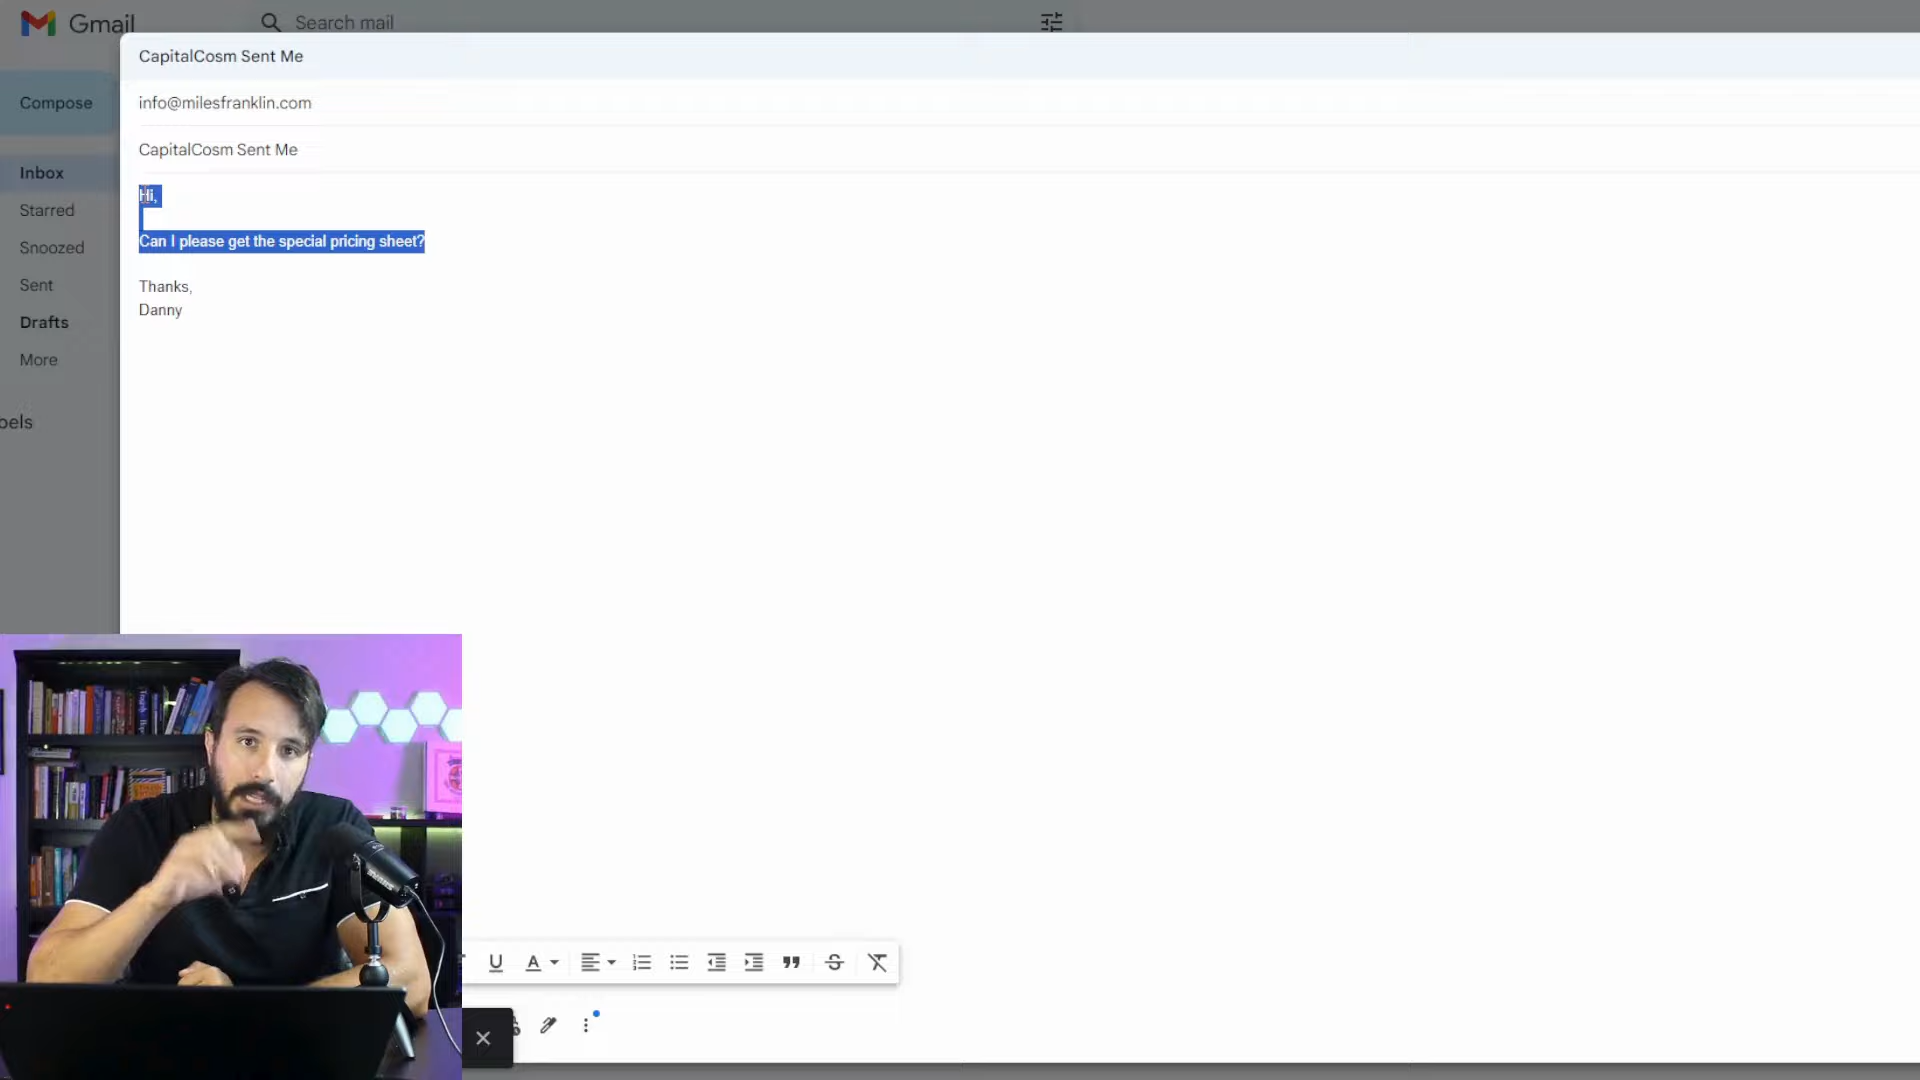 Gmail
Search mail
CapitalCosm Sent Me
Compose
info@milesfranklin.com
CapitalCosm Sent Me
Inbox
Hi,
Starred
Can I please get the special pricing sheet?
Snoozed
Sent
Thanks,
Danny
Drafts
More
bels